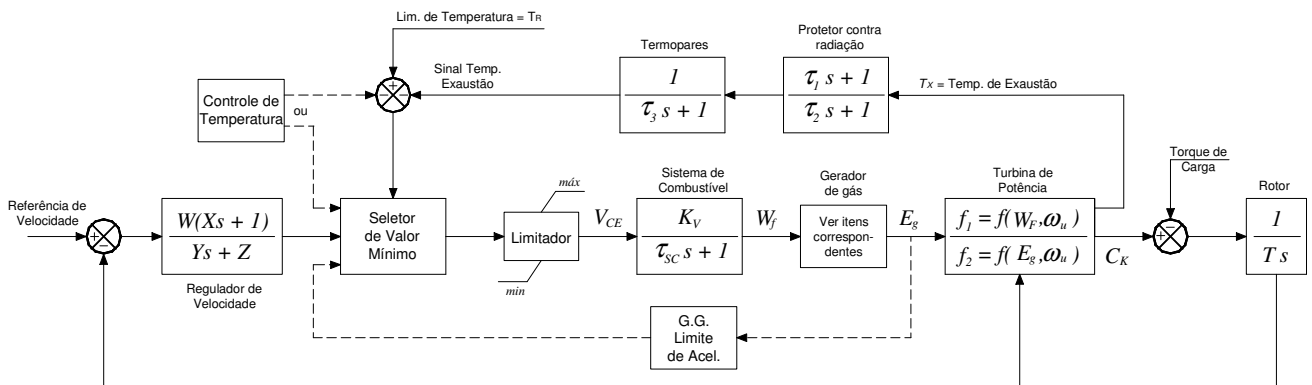 Lim. de Temperatura = TR
Protetor contra
radiação
Termopares
Sinal Temp.
Exaustão
1
τ3 s + 1
τ1 s + 1
τ2 s + 1
Tx = Temp. de Exaustão
Controle de
Temperatura
ou
+
-
Torque de
Carga
Referência de
Velocidade
+
-
W(Xs + 1)
Ys + Z
Regulador de
Velocidade
Seletor
de Valor
Mínimo
máx
Limitador
min
VCE
Sistema de
Combustível
KV
τSC s + 1
Wf
Gerador
de gás
Ver itens
correspon-
dentes
Eg
Turbina de
Potência
f1 = f(WF,ωu)
f2 = f(Eg,ωu)
CK
+
-
Rotor
1
T s
G.G.
Limite
de Acel.